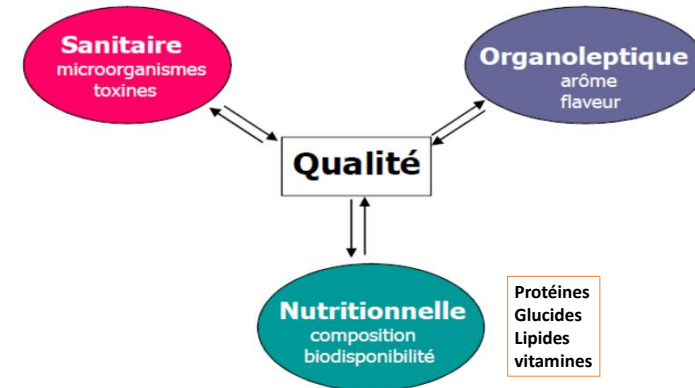 Sanitaire
microorganismes
toxines
Organoleptique
arôme
flaveur
Qualité
Nutritionnelle
composition
biodisponibilité
Protéines
Glucides
Lipides
vitamines